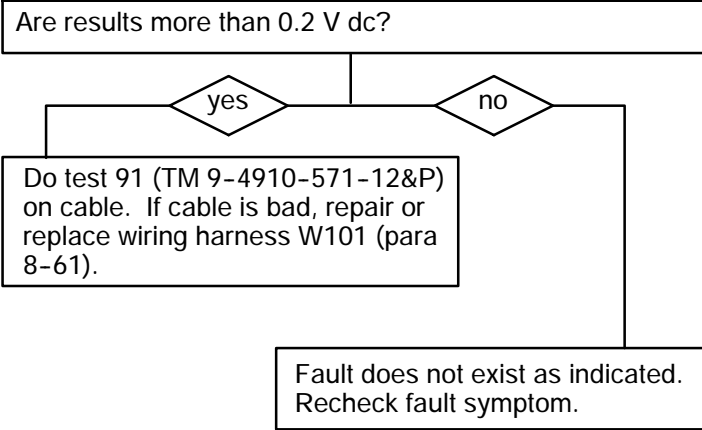 Are results more than 0.2 V dc?
yes
no
Do test 91 (TM 9-4910-571-12&P)
on cable. If cable is bad, repair or
replace wiring harness W101 (para
8-61).
Fault does not exist as indicated.
Recheck fault symptom.